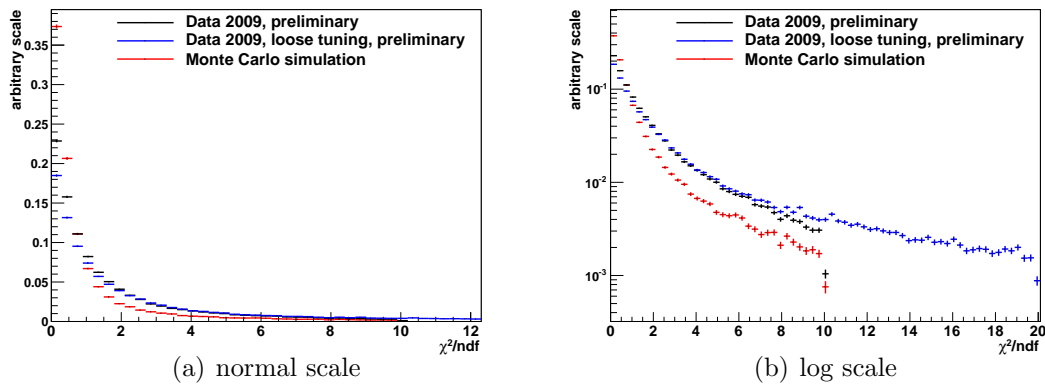 Data 2009, preliminary
Data 2009, loose tuning, preliminary
Monte Carlo simulation
arbitrary scale
0.35
0.3
0.25
0.2
0.15
0.1
0.05
0
0 2 4 6 8 10 12
χ²/ndf
(a) normal scale
Data 2009, preliminary
Data 2009, loose tuning, preliminary
Monte Carlo simulation
arbitrary scale
10⁻¹
10⁻²
10⁻³
0 2 4 6 8 10 12 14 16 18 20
χ²/ndf
(b) log scale